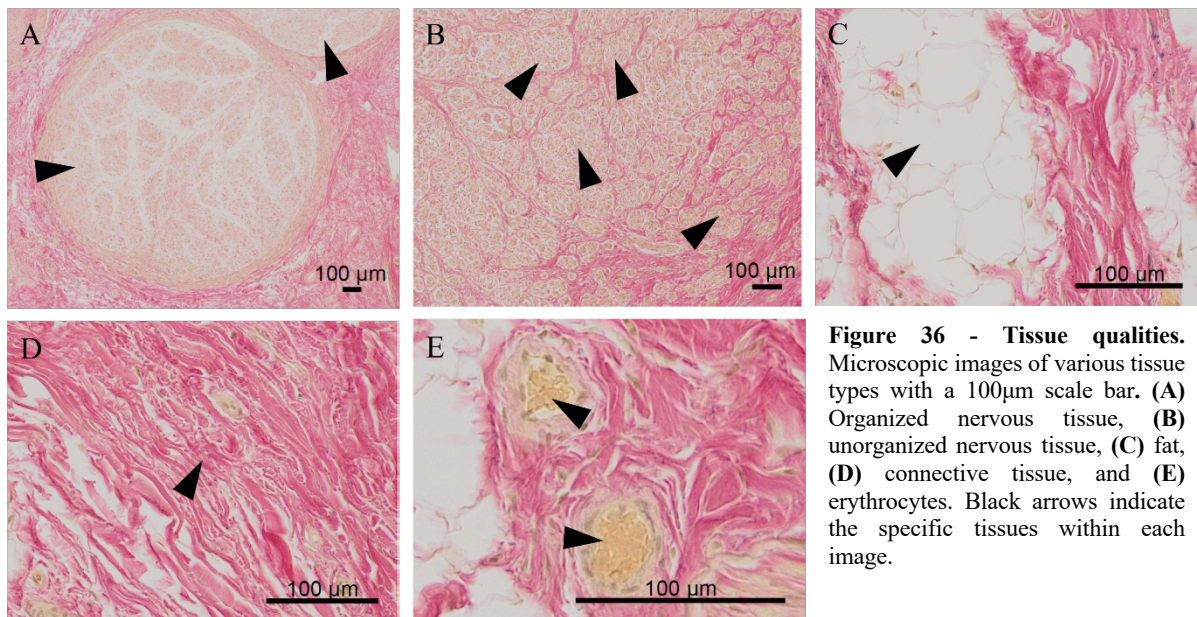 A
100 µm
B
100 µm
C
100 µm
D
100 µm
E
100 µm
Figure 36 - Tissue qualities.
Microscopic images of various tissue
types with a 100µm scale bar. (A)
Organized nervous tissue, (B)
unorganized nervous tissue, (C) fat,
(D) connective tissue, and (E)
erythrocytes. Black arrows indicate
the specific tissues within each
image.